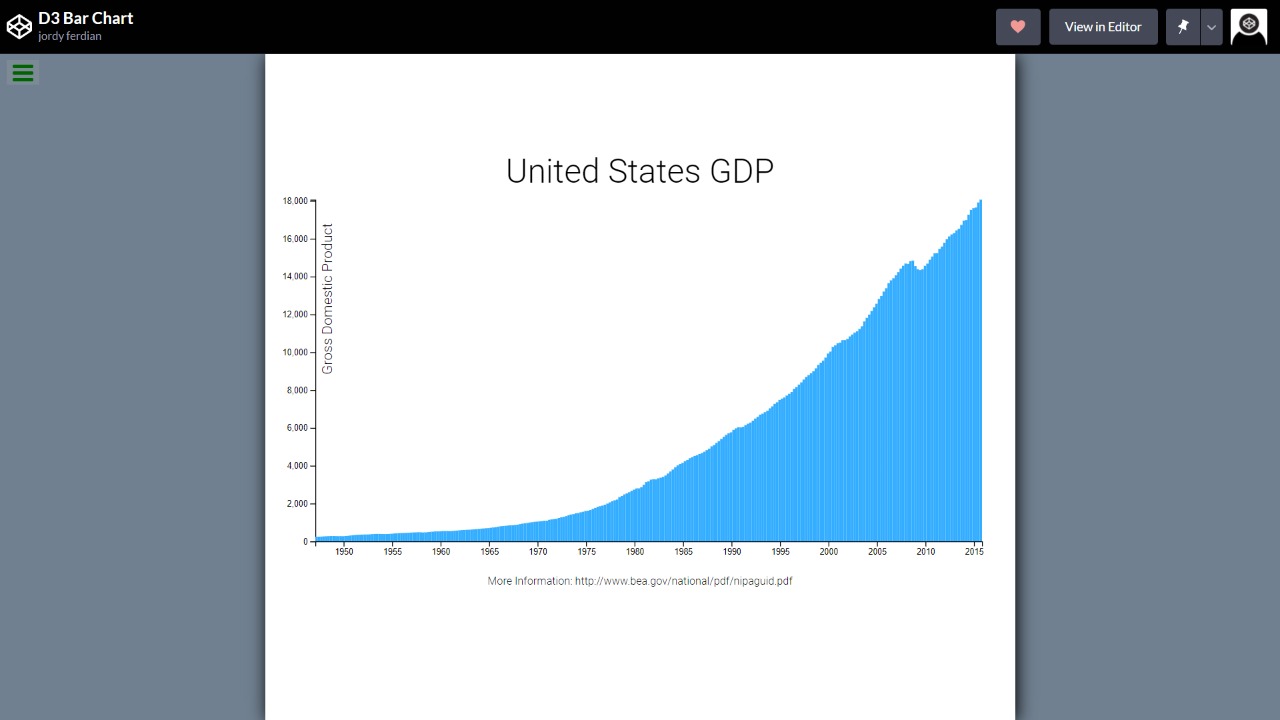 D3 Bar Chart
jordy ferdian
View in Editor
United States GDP
Gross Domestic Product
18,000
16,000
14,000
12,000
10,000
8,000
6,000
4,000
2,000
0
1950 1955 1960 1965 1970 1975 1980 1985 1990 1995 2000 2005 2010 2015
More Information: http://www.bea.gov/national/pdf/nipaguid.pdf